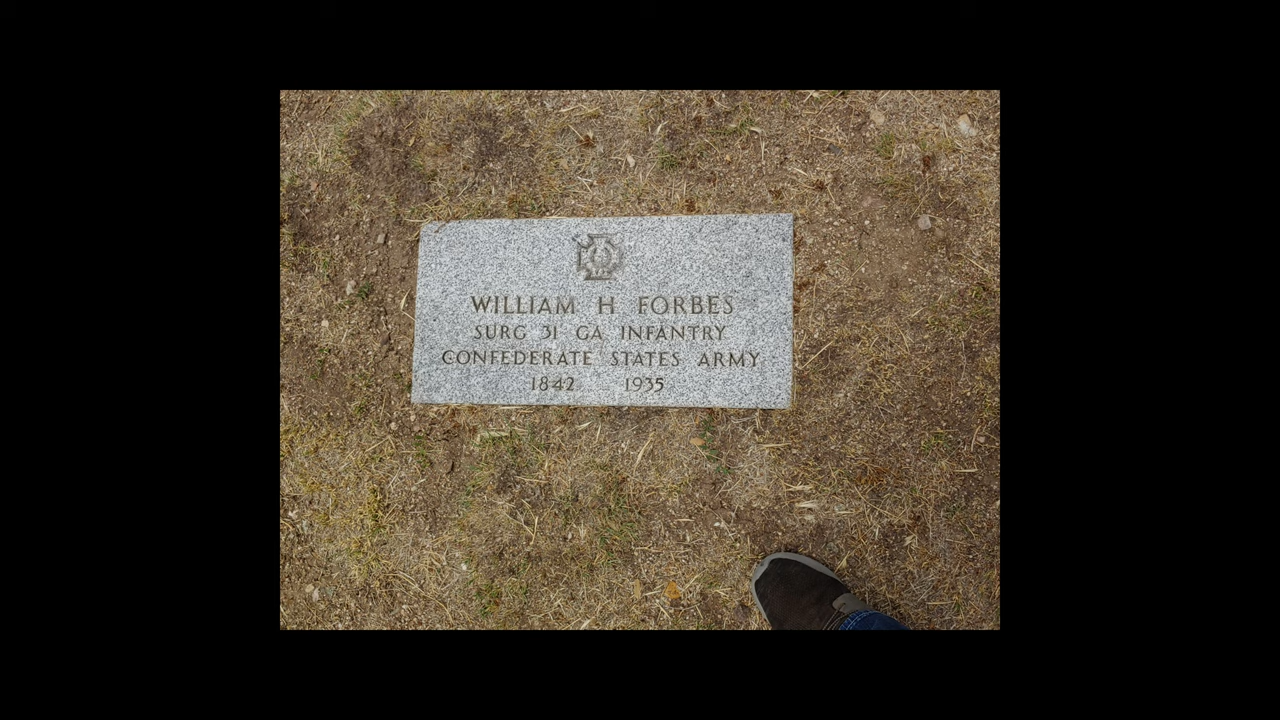 WILLIAM H FORBES
SURG 31 GA INFANTRY
CONFEDERATE STATES ARMY
1842 1935